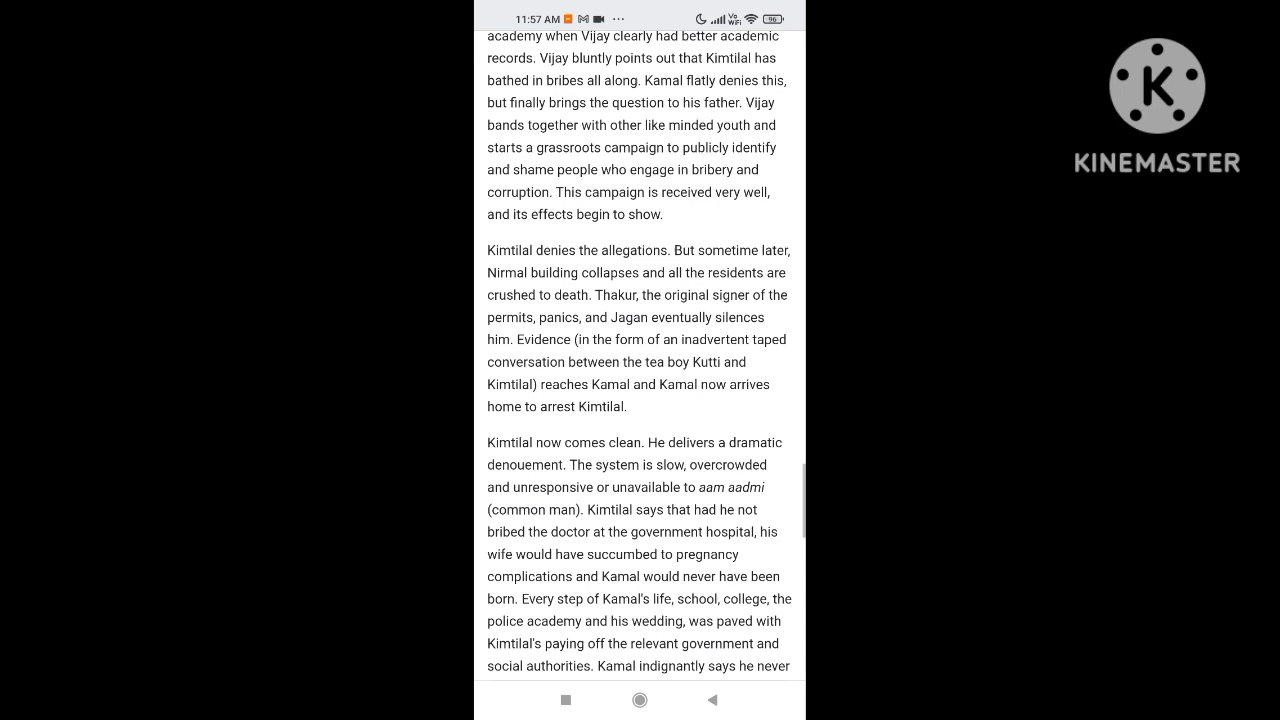 11:57 AM
Vo
WiFi
96
academy when Vijay clearly had better academic
records. Vijay bluntly points out that Kimtilal has
bathed in bribes all along. Kamal flatly denies this,
but finally brings the question to his father. Vijay
bands together with other like minded youth and
starts a grassroots campaign to publicly identify
and shame people who engage in bribery and
corruption. This campaign is received very well,
and its effects begin to show.
Kimtilal denies the allegations. But sometime later,
Nirmal building collapses and all the residents are
crushed to death. Thakur, the original signer of the
permits, panics, and Jagan eventually silences
him. Evidence (in the form of an inadvertent taped
conversation between the tea boy Kutti and
Kimtilal) reaches Kamal and Kamal now arrives
home to arrest Kimtilal.
Kimtilal now comes clean. He delivers a dramatic
denouement. The system is slow, overcrowded
and unresponsive or unavailable to aam aadmi
(common man). Kimtilal says that had he not
bribed the doctor at the government hospital, his
wife would have succumbed to pregnancy
complications and Kamal would never have been
born. Every step of Kamal's life, school, college, the
police academy and his wedding, was paved with
Kimtilal's paying off the relevant government and
social authorities. Kamal indignantly says he never
K
KINEMASTER